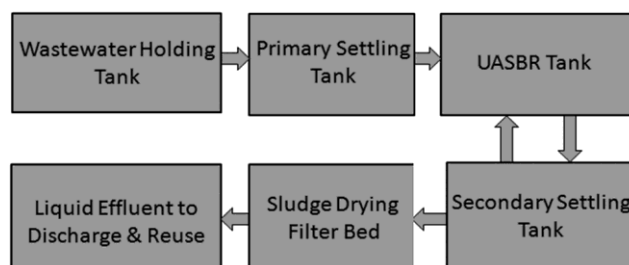 Wastewater Holding
Tank
Primary Settling
Tank
UASBR Tank
Liquid Effluent to
Discharge & Reuse
Sludge Drying
Filter Bed
Secondary Settling
Tank